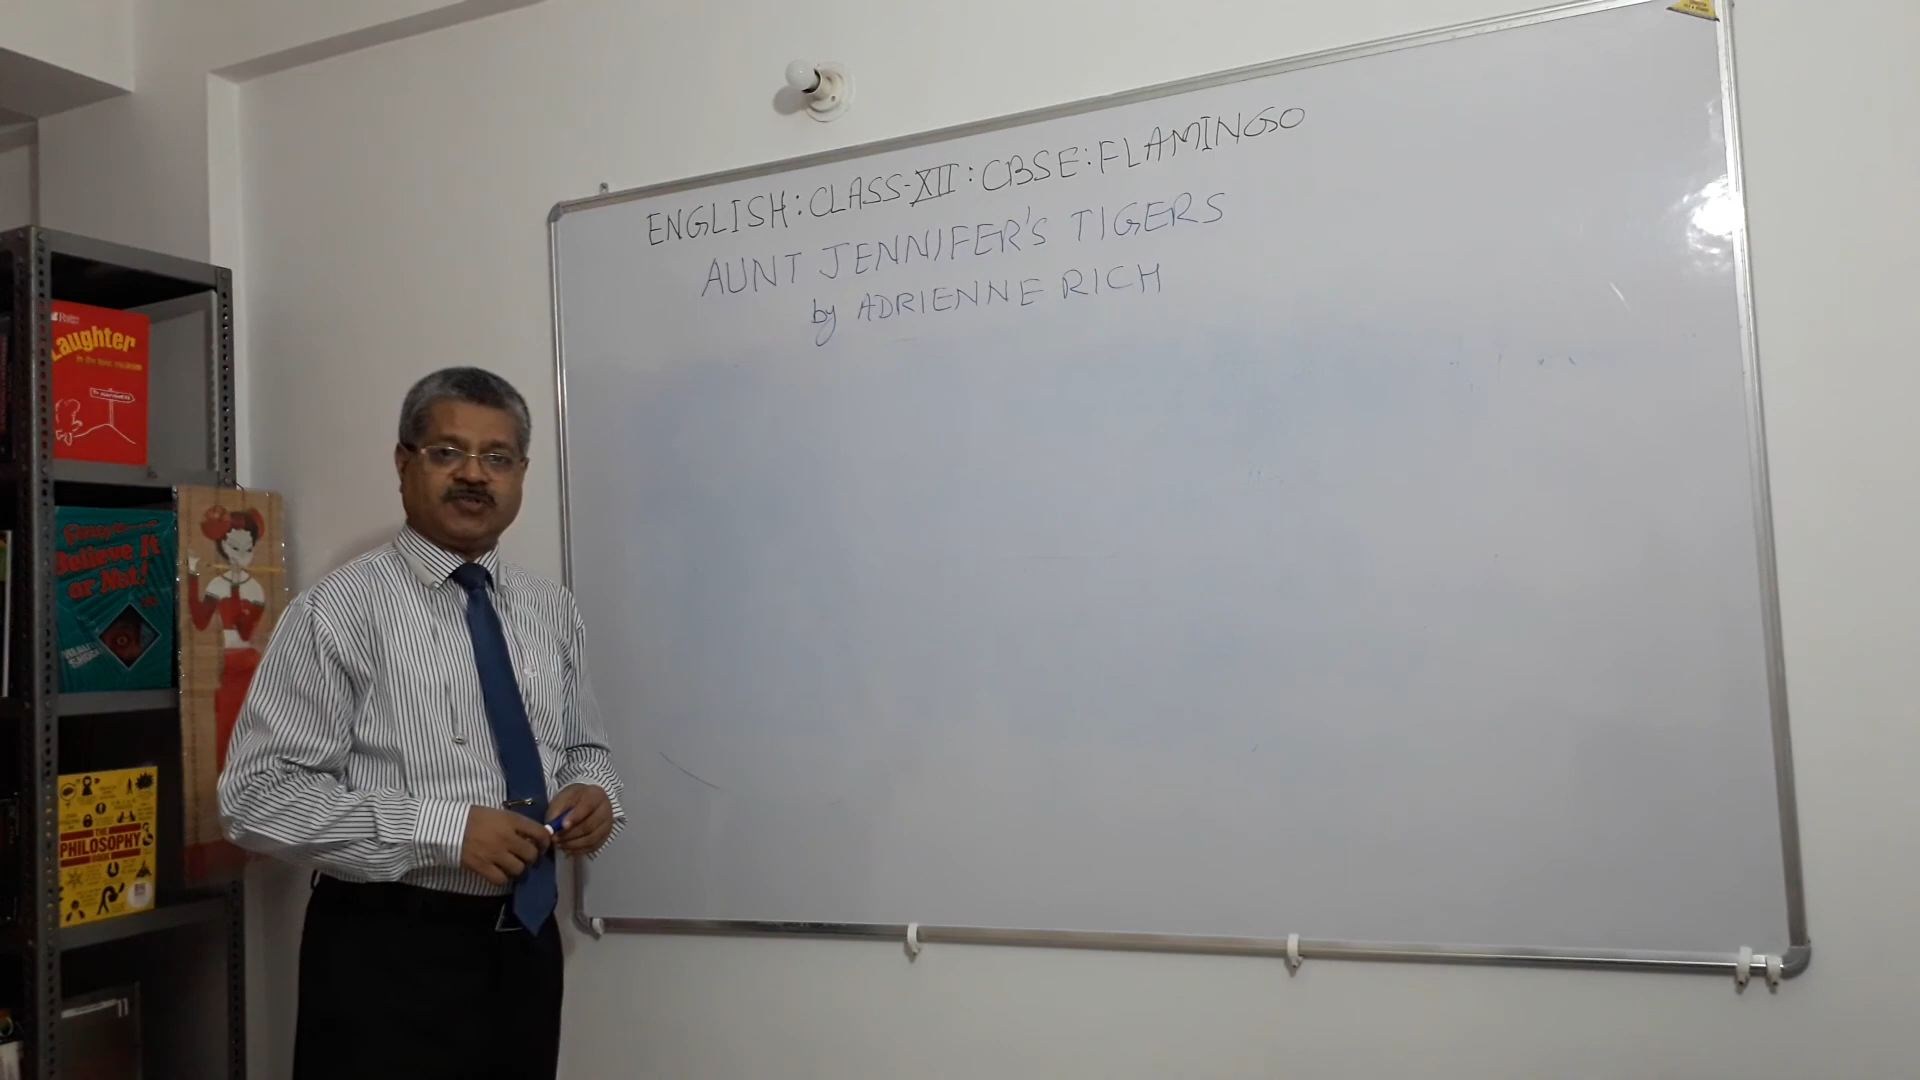 ENGLISH: CLASS-XII: CBSE: FLAMINGO
AUNT JENNIFER'S TIGERS
by ADRIENNE RICH
Laughter
Believe It
or Not!
THE
PHILOSOPHY
BOOK